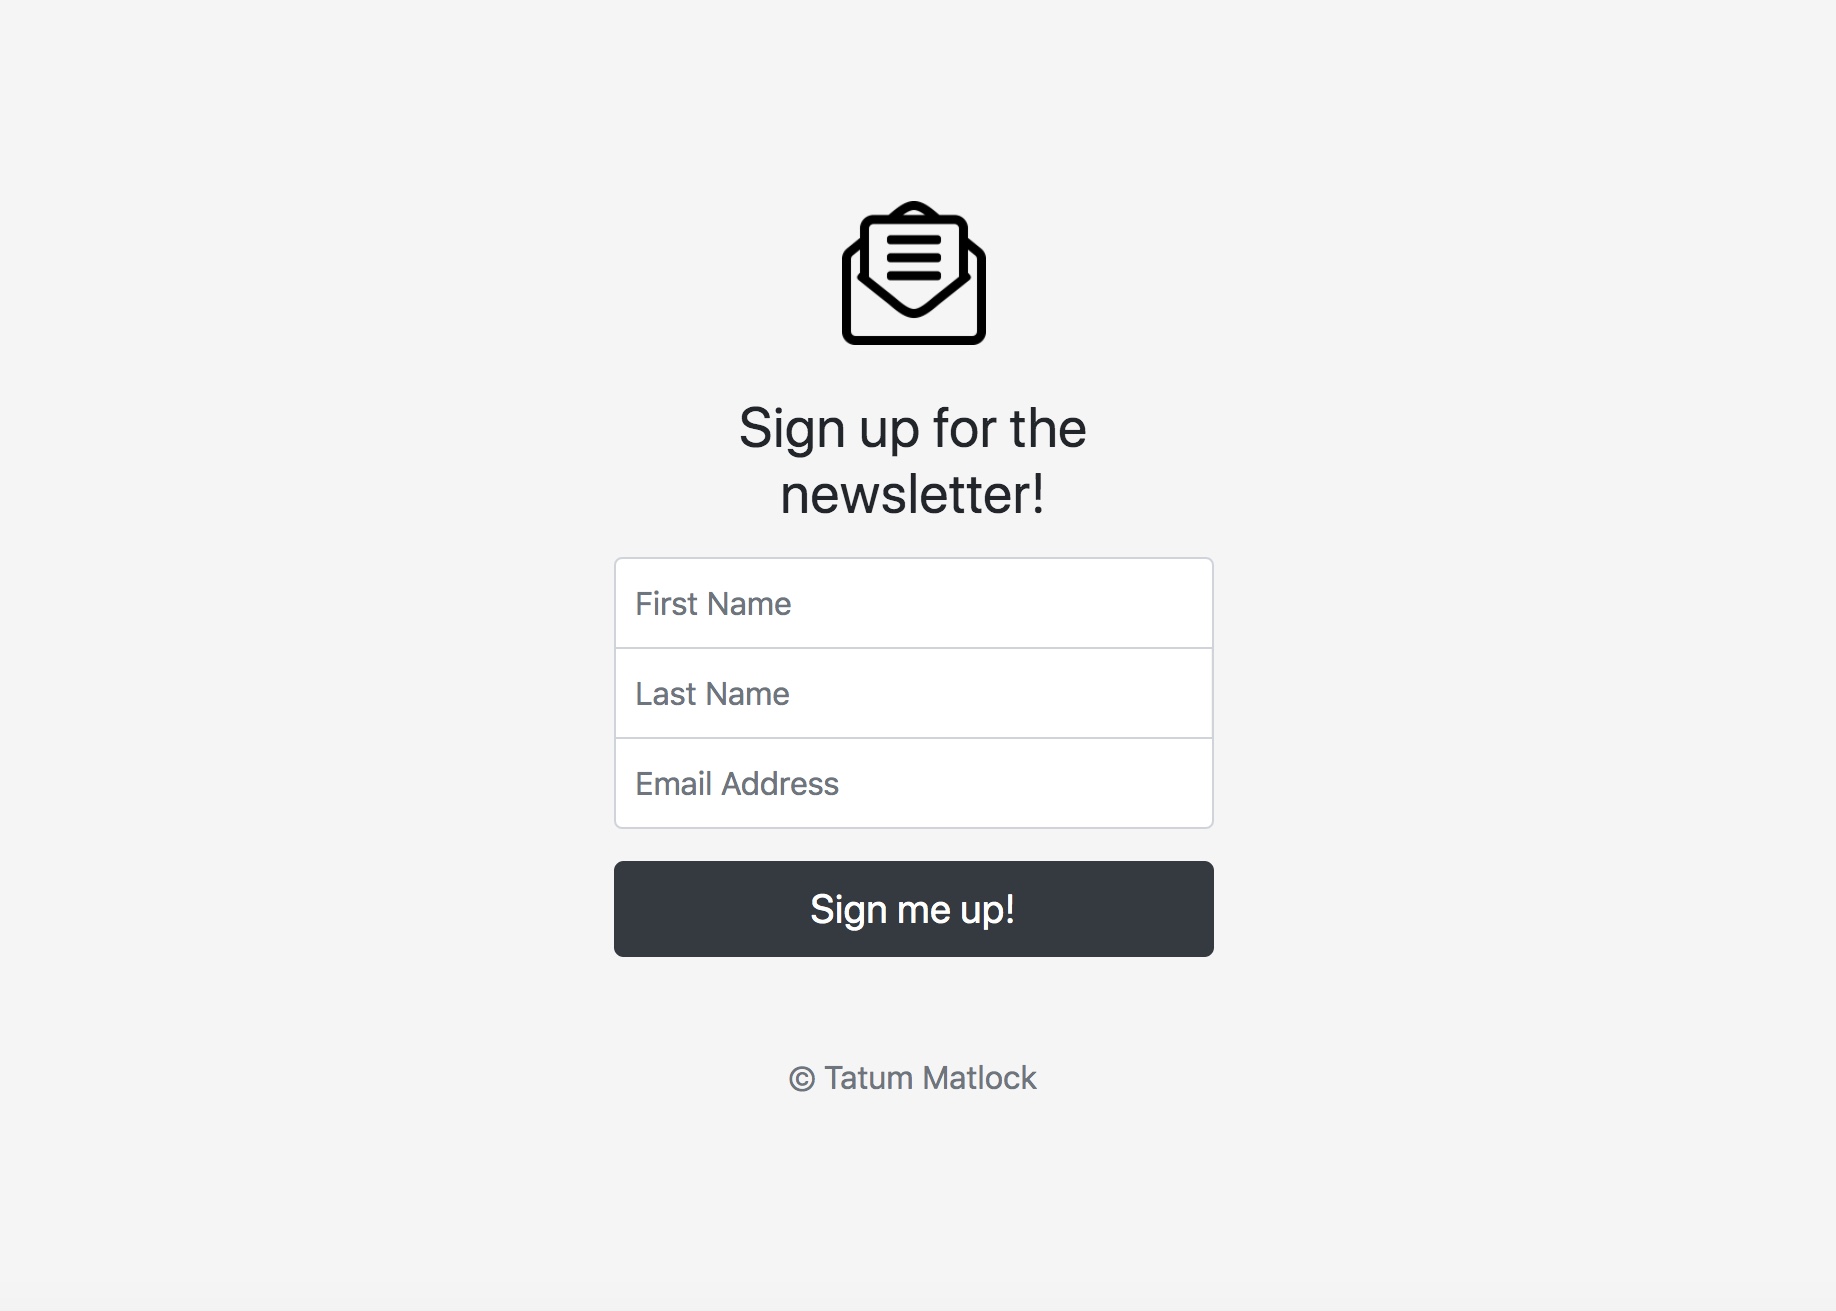 Sign up for the
newsletter!
First Name
Last Name
Email Address
Sign me up!
© Tatum Matlock